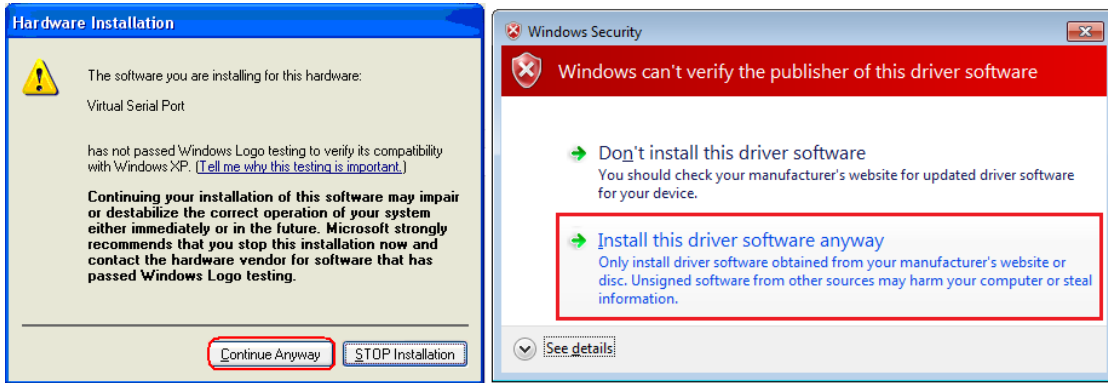 Hardware Installation
The software you are installing for this hardware:
Virtual Serial Port
has not passed Windows Logo testing to verify its compatibility
with Windows XP. (Tell me why this testing is important.)
Continuing your installation of this software may impair
or destabilize the correct operation of your system
either immediately or in the future. Microsoft strongly
recommends that you stop this installation now and
contact the hardware vendor for software that has
passed Windows Logo testing.
Continue Anyway
STOP Installation
Windows Security
Windows can't verify the publisher of this driver software
Don't install this driver software
You should check your manufacturer's website for updated driver software
for your device.
Install this driver software anyway
Only install driver software obtained from your manufacturer's website or
disc. Unsigned software from other sources may harm your computer or steal
information.
See details